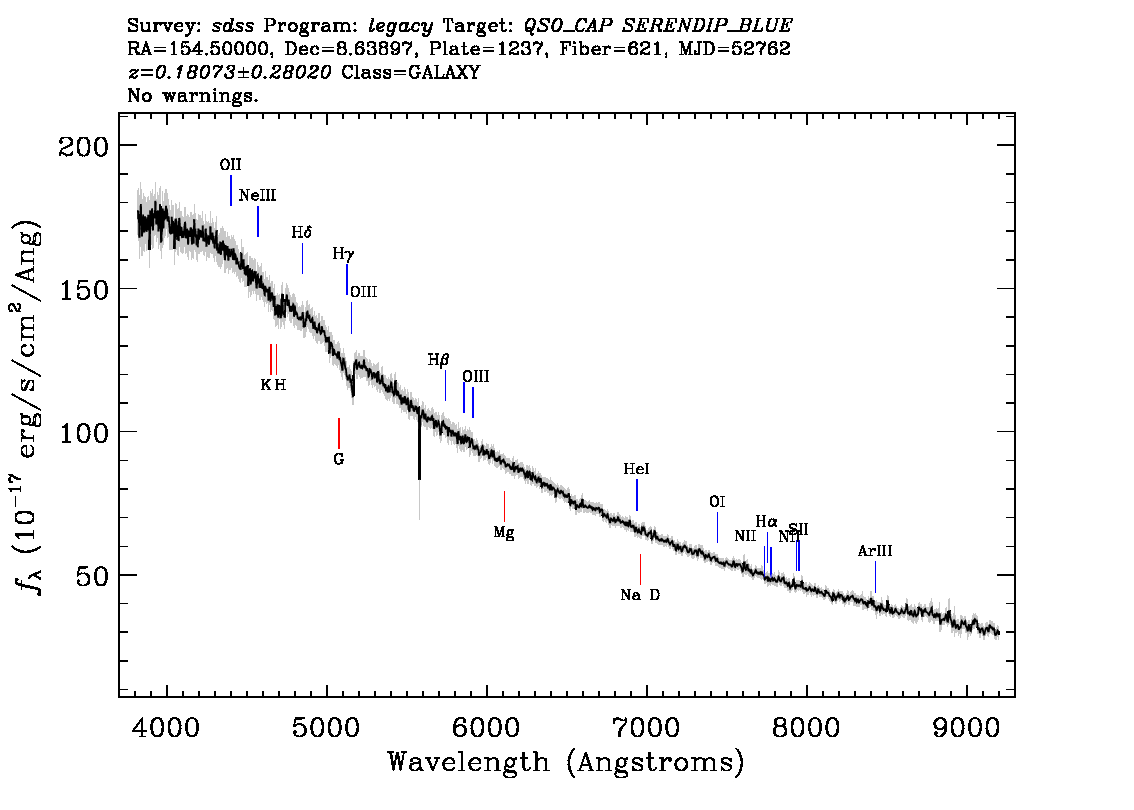 Survey: sdss Program: legacy Target: QSO_CAP SERENDIP_BLUE
RA=154.50000, Dec=8.63897, Plate=1237, Fiber=621, MJD=52762
z=0.18073±0.28020 Class=GALAXY
No warnings.
200
150
100
50
fλ (10⁻¹⁷ erg/s/cm²/Ang)
OII
NeIII
Hδ
Hγ
OIII
K H
G
Hβ
OIII
Mg
HeI
Na D
OI
NII
Hα
NII
SII
ArIII
4000 5000 6000 7000 8000 9000
Wavelength (Angstroms)